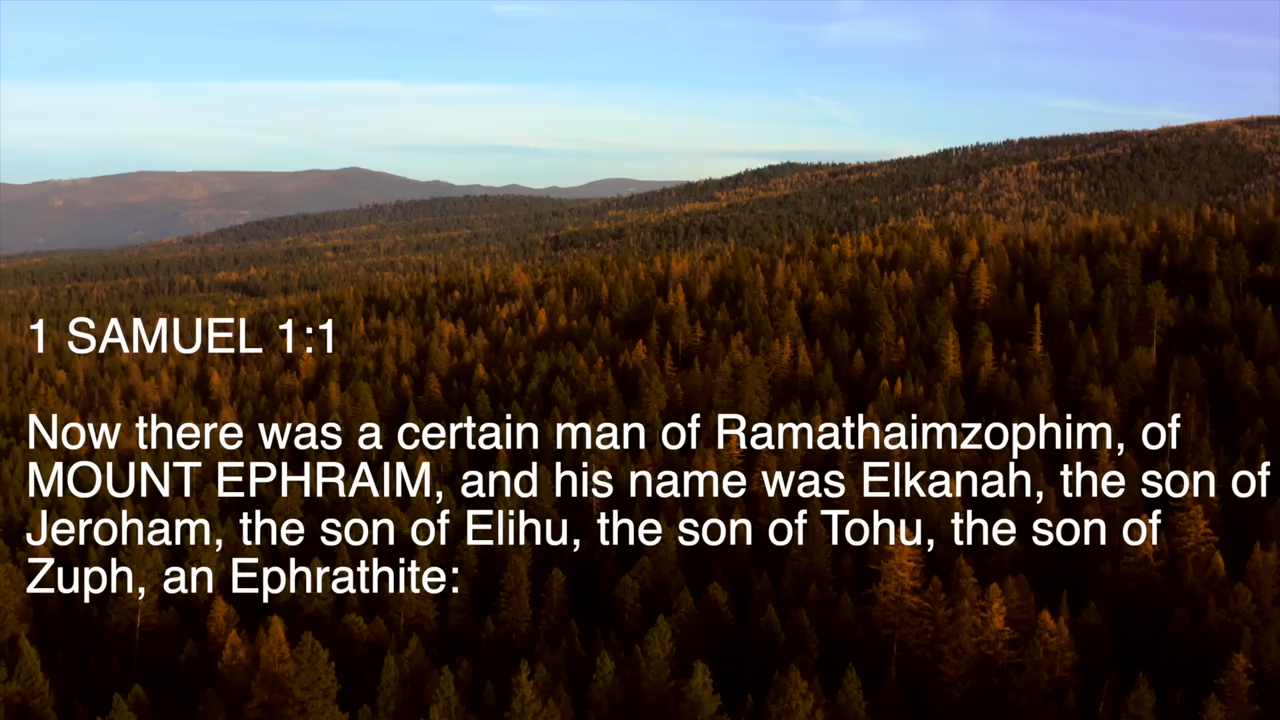 1 SAMUEL 1:1
Now there was a certain man of Ramathaimzophim, of
MOUNT EPHRAIM, and his name was Elkanah, the son of
Jeroham, the son of Elihu, the son of Tohu, the son of
Zuph, an Ephrathite: